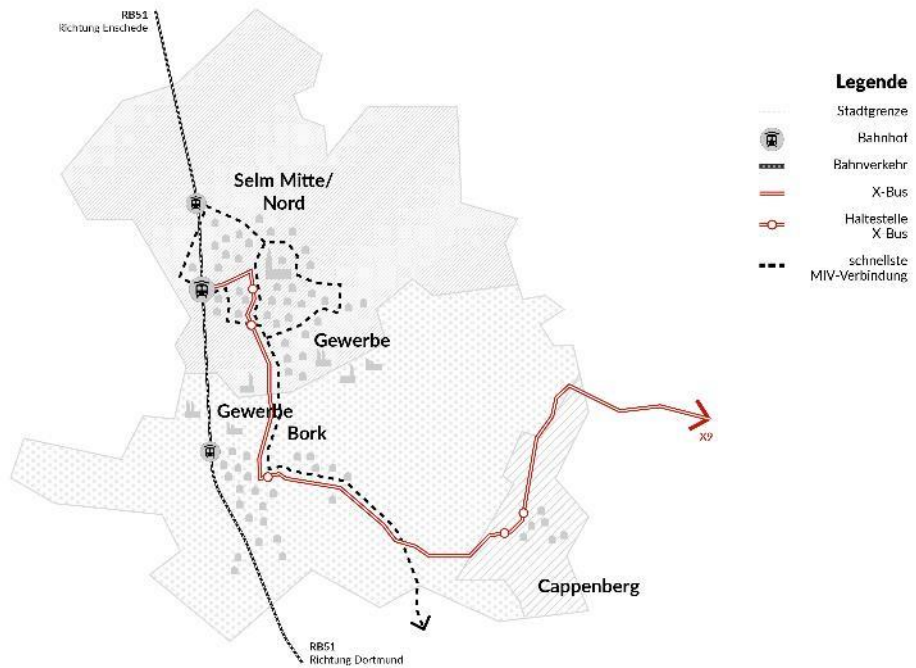 RB51
Richtung Enschede
Legende
Stadtgrenze
Bahnhof
Bahnverkehr
X-Bus
Haltestelle
X-Bus
schnellste
MIV-Verbindung
Selm Mitte/
Nord
Gewerbe
Gewerbe
Bork
X9
Cappenberg
RB51
Richtung Dortmund